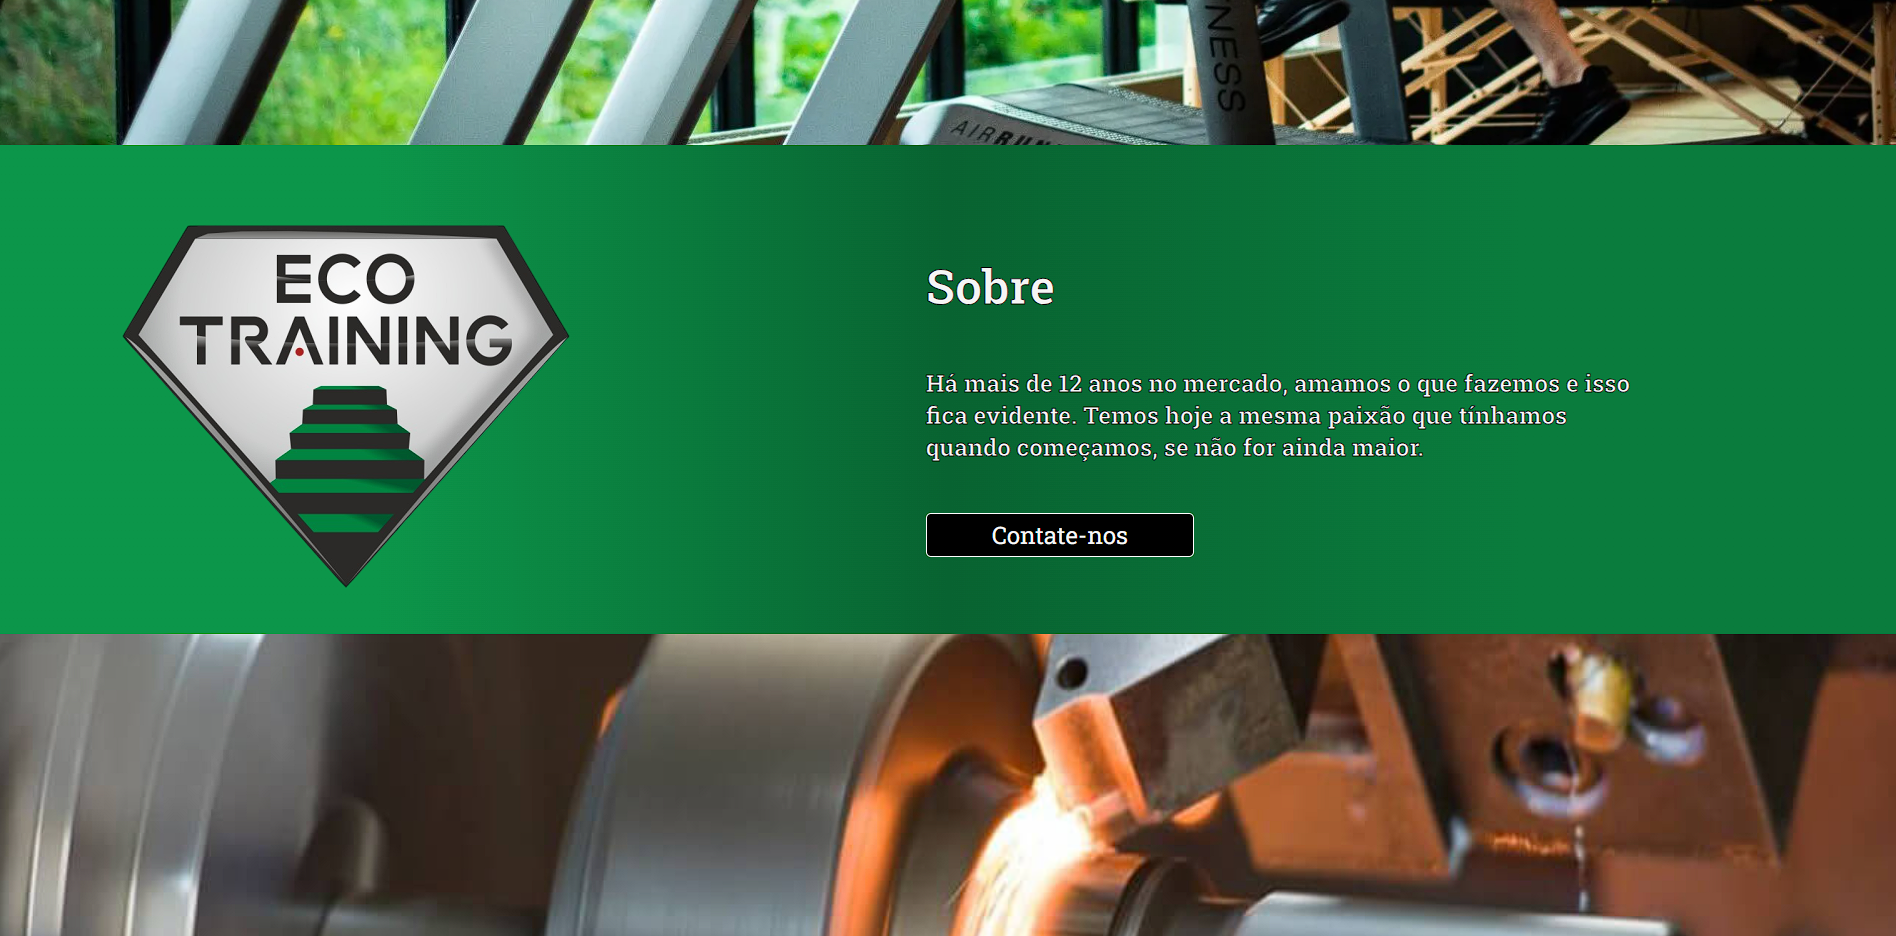 NESS
AIRRUN
ECO
TRAINING
Sobre
Há mais de 12 anos no mercado, amamos o que fazemos e isso
fica evidente. Temos hoje a mesma paixão que tínhamos
quando começamos, se não for ainda maior.
Contate-nos